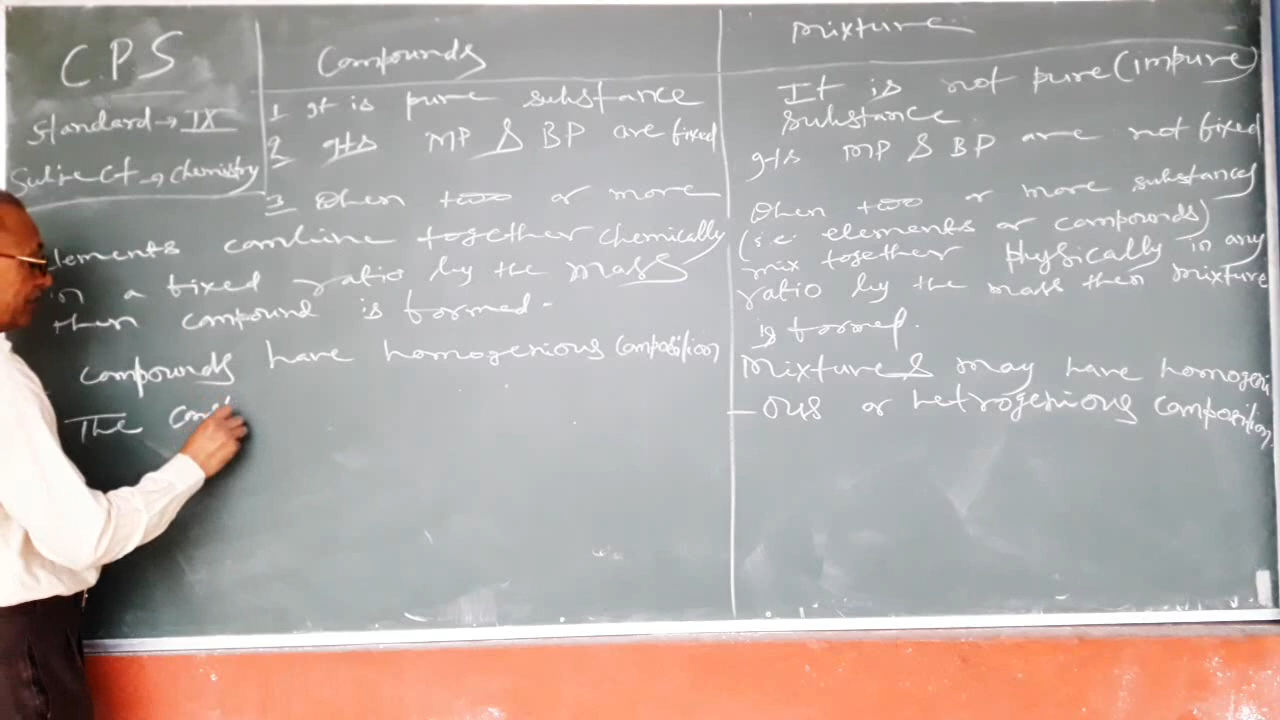 C.P.S
Standard → IX
Subject → chemistry
Compounds
1 It is pure substance
2 Its MP & BP are fixed
3 When two or more
lements combine together chemically
in a fixed ratio by the mass
then compound is formed.
Compounds have homogenious composition
The cons
Mixture
It is not pure (impure)
substance.
Its MP & BP are not fixed
When two or more substances
(i.e. elements or compounds)
mix together physically in any
ratio by the mass then mixture
is formed.
Mixtures may have homogeni
- ous or hetrogenious composition